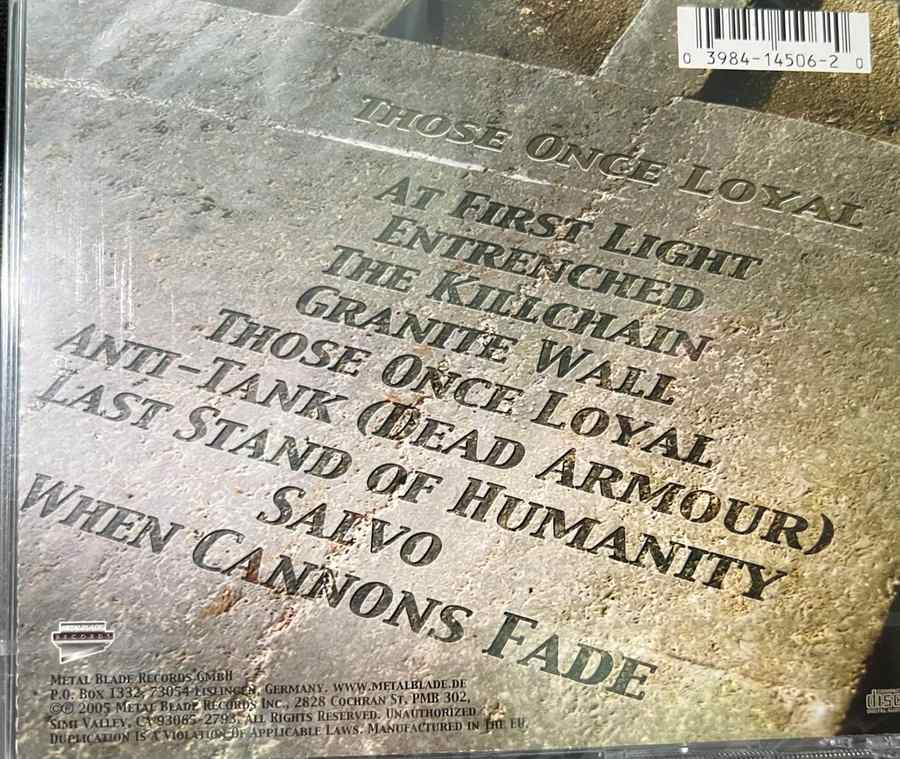 0 3984-14506-2 0
THOSE ONCE LOYAL
AT FIRST LIGHT
ENTRENCHED
THE KILLCHAIN
GRANITE WALL
THOSE ONCE LOYAL
ANTI-TANK (DEAD ARMOUR)
LAST STAND OF HUMANITY
SALVO
WHEN CANNONS FADE
METALBLADE
RECORDS
METAL BLADE RECORDS GMBH
P.O. BOX 1332, 73054 EISLINGEN, GERMANY. WWW.METALBLADE.DE
©℗ 2005 METAL BLADE RECORDS INC., 2828 COCHRAN ST. PMB 302,
SIMI VALLEY, CA 93065-2793. ALL RIGHTS RESERVED. UNAUTHORIZED
DUPLICATION IS A VIOLATION OF APPLICABLE LAWS. MANUFACTURED IN THE EU.
disc